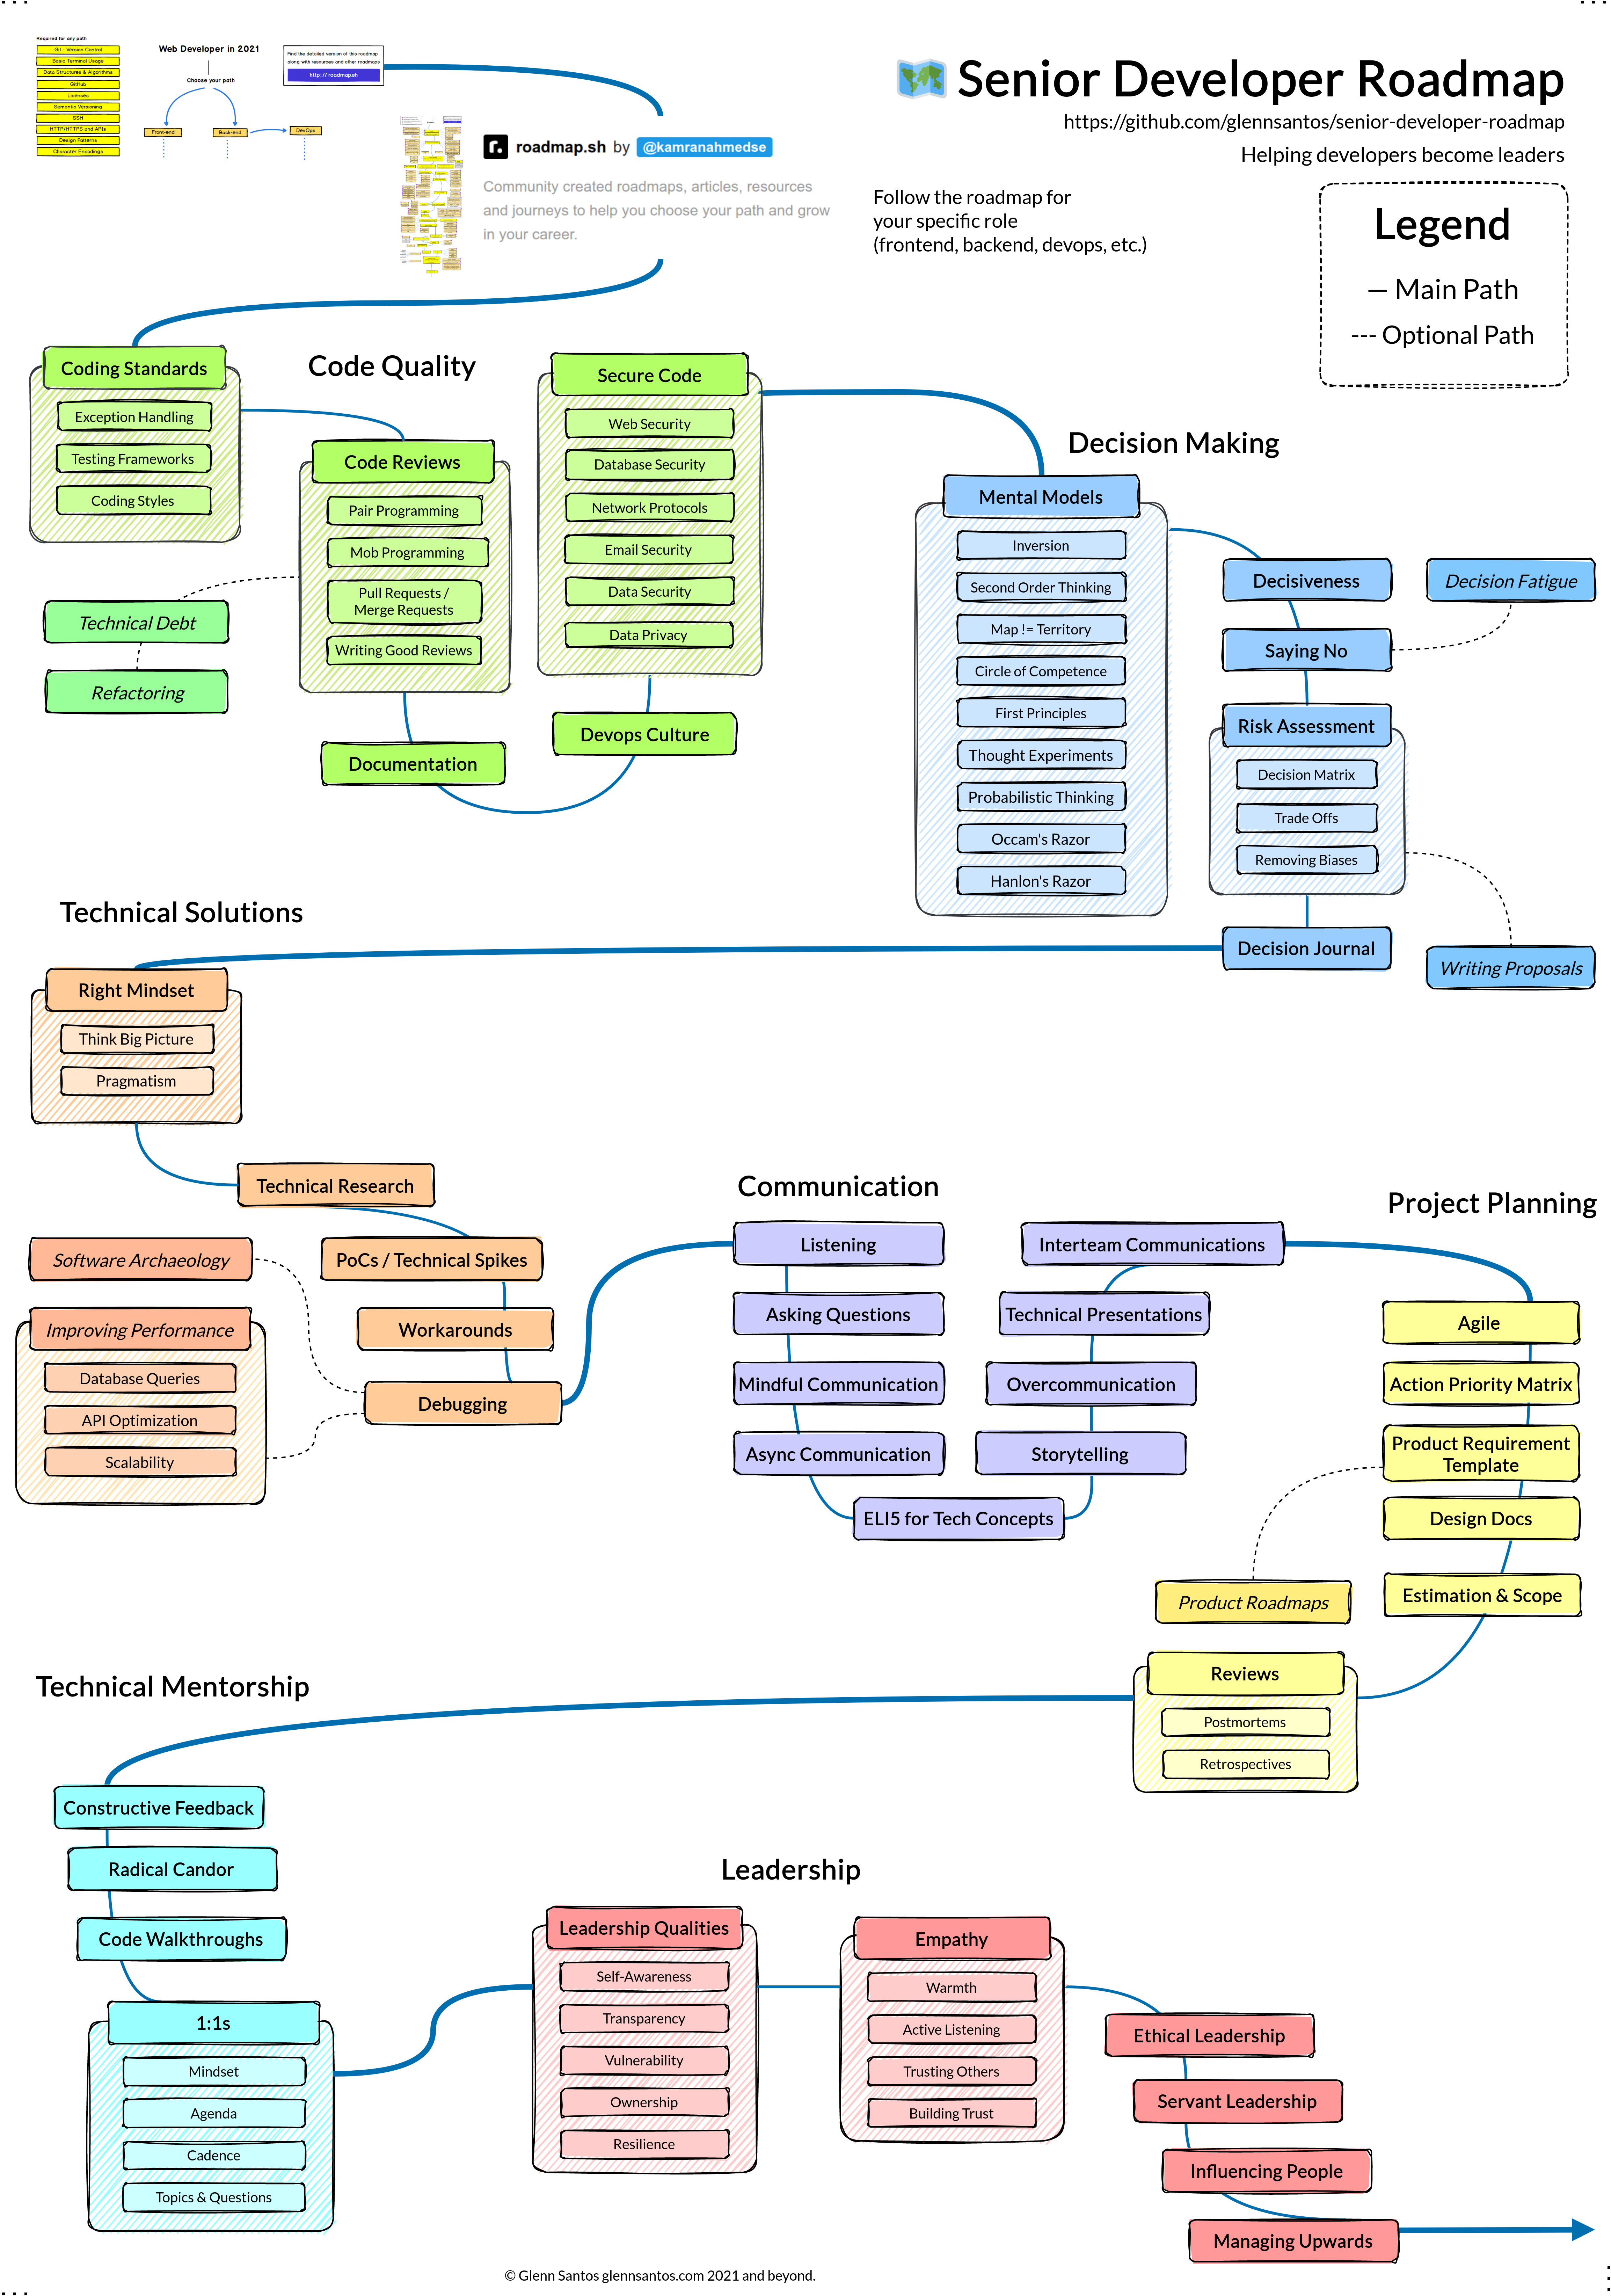 Required for any path
Git - Version Control
Basic Terminal Usage
Data Structures & Algorithms
GitHub
Licenses
Semantic Versioning
SSH
HTTP/HTTPS and APIs
Design Patterns
Character Encodings
Web Developer in 2021
Choose your path
Front-end
Back-end
DevOps
Find the detailed version of this roadmap
along with resources and other roadmaps
http:// roadmap.sh
roadmap.sh by @kamranahmedse
Community created roadmaps, articles, resources
and journeys to help you choose your path and grow
in your career.
Senior Developer Roadmap
https://github.com/glennsantos/senior-developer-roadmap
Helping developers become leaders
Follow the roadmap for
your specific role
(frontend, backend, devops, etc.)
Legend
— Main Path
--- Optional Path
Code Quality
Coding Standards
Exception Handling
Testing Frameworks
Coding Styles
Code Reviews
Pair Programming
Mob Programming
Pull Requests /
Merge Requests
Writing Good Reviews
Technical Debt
Refactoring
Documentation
Devops Culture
Secure Code
Web Security
Database Security
Network Protocols
Email Security
Data Security
Data Privacy
Decision Making
Mental Models
Inversion
Second Order Thinking
Map != Territory
Circle of Competence
First Principles
Thought Experiments
Probabilistic Thinking
Occam's Razor
Hanlon's Razor
Decisiveness
Decision Fatigue
Saying No
Risk Assessment
Decision Matrix
Trade Offs
Removing Biases
Decision Journal
Writing Proposals
Technical Solutions
Right Mindset
Think Big Picture
Pragmatism
Technical Research
PoCs / Technical Spikes
Workarounds
Debugging
Software Archaeology
Improving Performance
Database Queries
API Optimization
Scalability
Communication
Listening
Asking Questions
Mindful Communication
Async Communication
ELI5 for Tech Concepts
Storytelling
Overcommunication
Technical Presentations
Interteam Communications
Project Planning
Agile
Action Priority Matrix
Product Requirement
Template
Design Docs
Estimation & Scope
Product Roadmaps
Reviews
Postmortems
Retrospectives
Technical Mentorship
Constructive Feedback
Radical Candor
Code Walkthroughs
1:1s
Mindset
Agenda
Cadence
Topics & Questions
Leadership
Leadership Qualities
Self-Awareness
Transparency
Vulnerability
Ownership
Resilience
Empathy
Warmth
Active Listening
Trusting Others
Building Trust
Ethical Leadership
Servant Leadership
Influencing People
Managing Upwards
© Glenn Santos glennsantos.com 2021 and beyond.